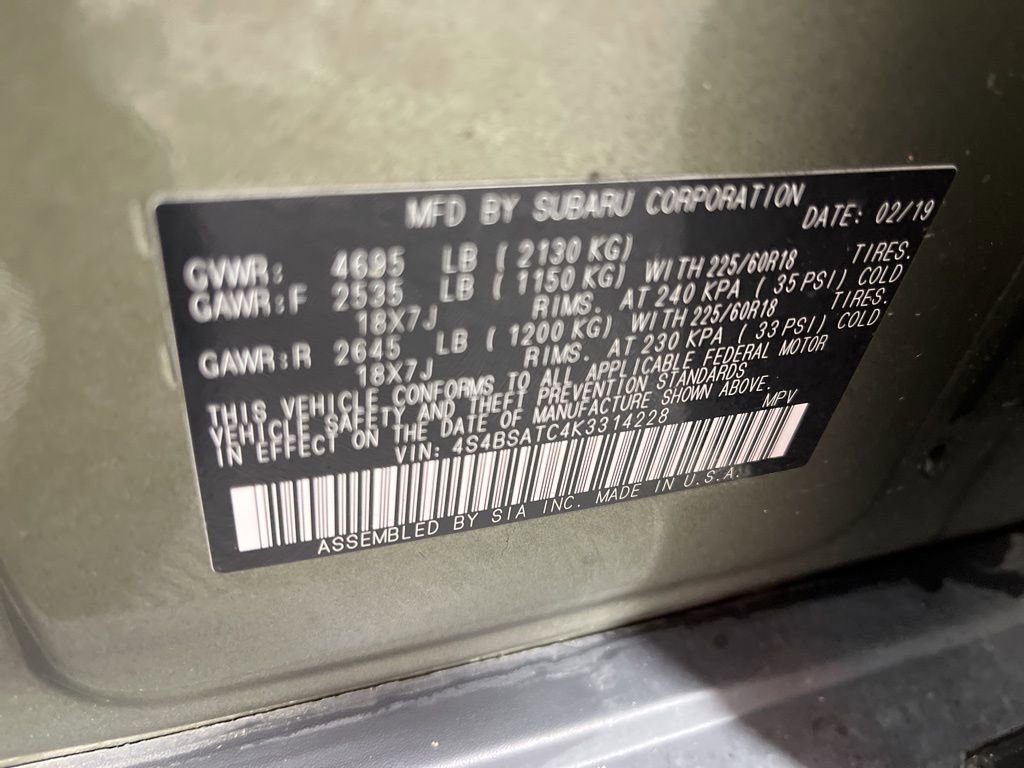 MFD BY SUBARU CORPORATION DATE: 02/19
GVWR: 4695 LB ( 2130 KG)
GAWR:F 2535 LB ( 1150 KG) WITH 225/60R18 TIRES.
18X7J RIMS. AT 240 KPA ( 35 PSI) COLD
GAWR:R 2645 LB ( 1200 KG) WITH 225/60R18 TIRES.
18X7J RIMS. AT 230 KPA ( 33 PSI) COLD
THIS VEHICLE CONFORMS TO ALL APPLICABLE FEDERAL MOTOR
VEHICLE SAFETY AND THEFT PREVENTION STANDARDS
IN EFFECT ON THE DATE OF MANUFACTURE SHOWN ABOVE.
VIN: 4S4BSATC4K3314228 MPV
ASSEMBLED BY SIA INC. MADE IN U.S.A.